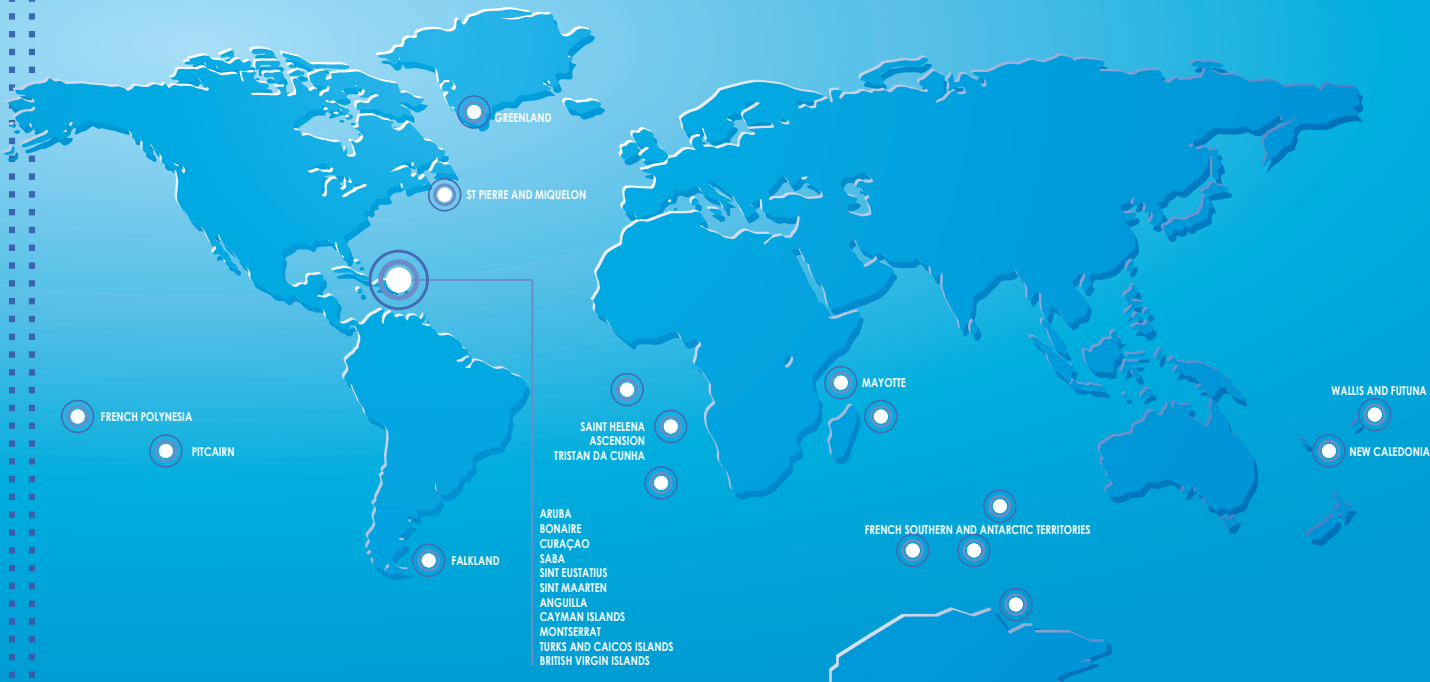 GREENLAND
ST PIERRE AND MIQUELON
MAYOTTE
WALLIS AND FUTUNA
FRENCH POLYNESIA
SAINT HELENA
ASCENSION
TRISTAN DA CUNHA
PITCAIRN
NEW CALEDONIA
ARUBA
BONAIRE
CURAÇAO
SABA
SINT EUSTATIUS
SINT MAARTEN
ANGUILLA
CAYMAN ISLANDS
MONTSERRAT
TURKS AND CAICOS ISLANDS
BRITISH VIRGIN ISLANDS
FRENCH SOUTHERN AND ANTARCTIC TERRITORIES
FALKLAND